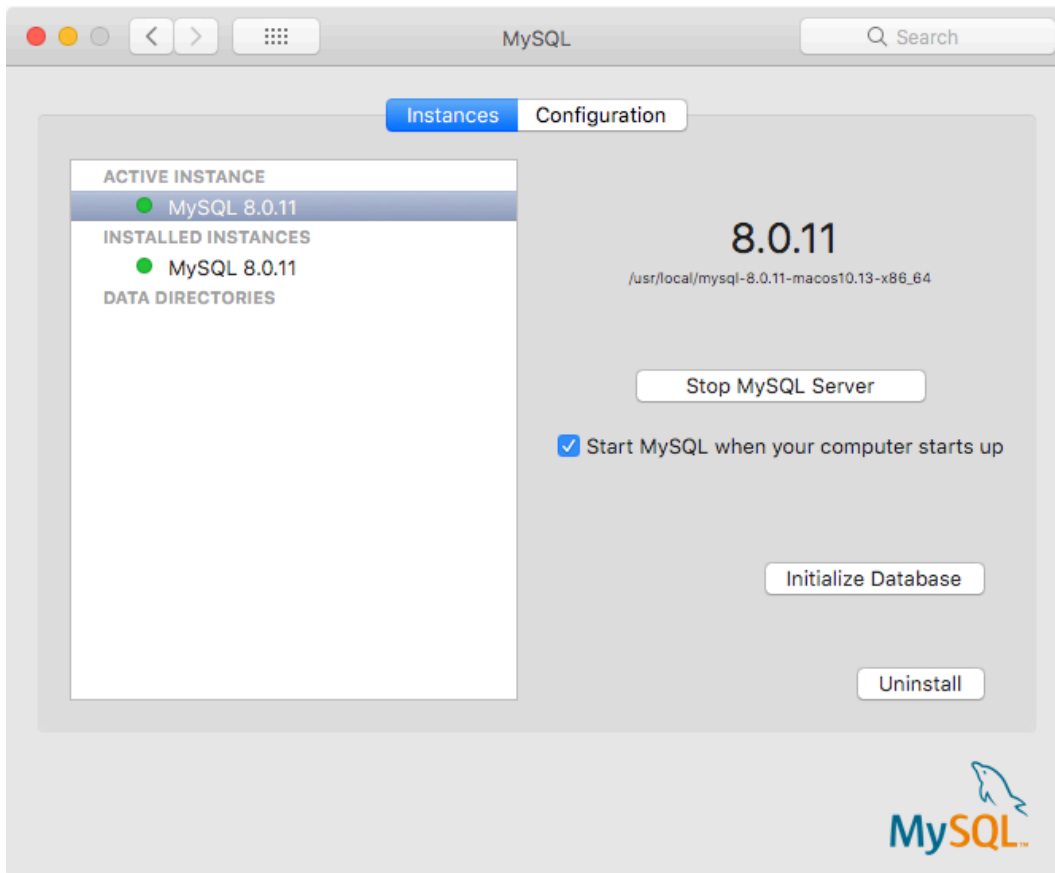 MySQL
Search
Instances
Configuration
ACTIVE INSTANCE
MySQL 8.0.11
INSTALLED INSTANCES
MySQL 8.0.11
DATA DIRECTORIES
8.0.11
/usr/local/mysql-8.0.11-macos10.13-x86_64
Stop MySQL Server
Start MySQL when your computer starts up
Initialize Database
Uninstall
MySQL™